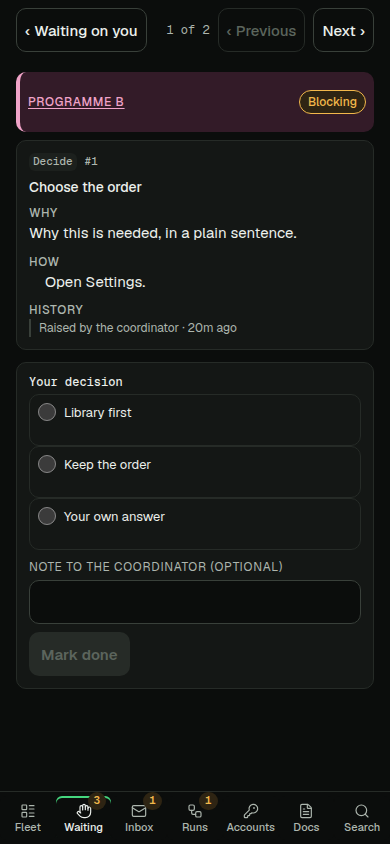 ‹ Waiting on you
1 of 2
‹ Previous
Next ›
PROGRAMME B
Blocking
Decide #1
Choose the order
WHY
Why this is needed, in a plain sentence.
HOW
Open Settings.
HISTORY
Raised by the coordinator · 20m ago
Your decision
Library first
Keep the order
Your own answer
NOTE TO THE COORDINATOR (OPTIONAL)
Mark done
3
1
1
Fleet
Waiting
Inbox
Runs
Accounts
Docs
Search